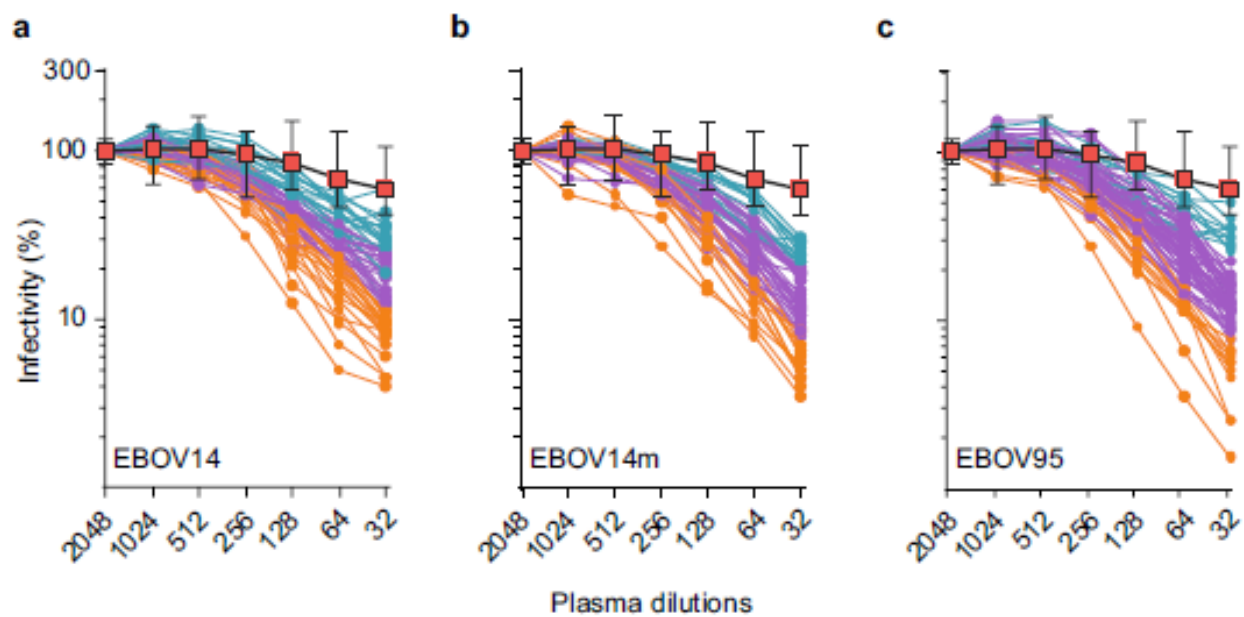 a
b
c
Infectivity (%)
300
100
10
EBOV14
EBOV14m
EBOV95
2048 1024 512 256 128 64 32
2048 1024 512 256 128 64 32
2048 1024 512 256 128 64 32
Plasma dilutions